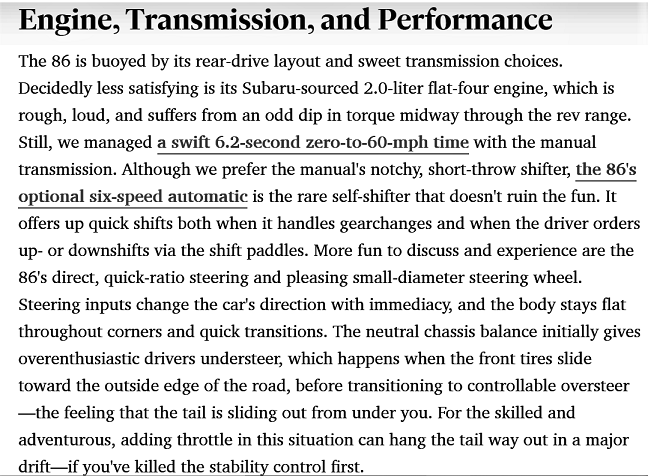 Engine, Transmission, and Performance
The 86 is buoyed by its rear-drive layout and sweet transmission choices.
Decidedly less satisfying is its Subaru-sourced 2.0-liter flat-four engine, which is
rough, loud, and suffers from an odd dip in torque midway through the rev range.
Still, we managed a swift 6.2-second zero-to-60-mph time with the manual
transmission. Although we prefer the manual's notchy, short-throw shifter, the 86's
optional six-speed automatic is the rare self-shifter that doesn't ruin the fun. It
offers up quick shifts both when it handles gearchanges and when the driver orders
up- or downshifts via the shift paddles. More fun to discuss and experience are the
86's direct, quick-ratio steering and pleasing small-diameter steering wheel.
Steering inputs change the car's direction with immediacy, and the body stays flat
throughout corners and quick transitions. The neutral chassis balance initially gives
overenthusiastic drivers understeer, which happens when the front tires slide
toward the outside edge of the road, before transitioning to controllable oversteer
—the feeling that the tail is sliding out from under you. For the skilled and
adventurous, adding throttle in this situation can hang the tail way out in a major
drift—if you've killed the stability control first.